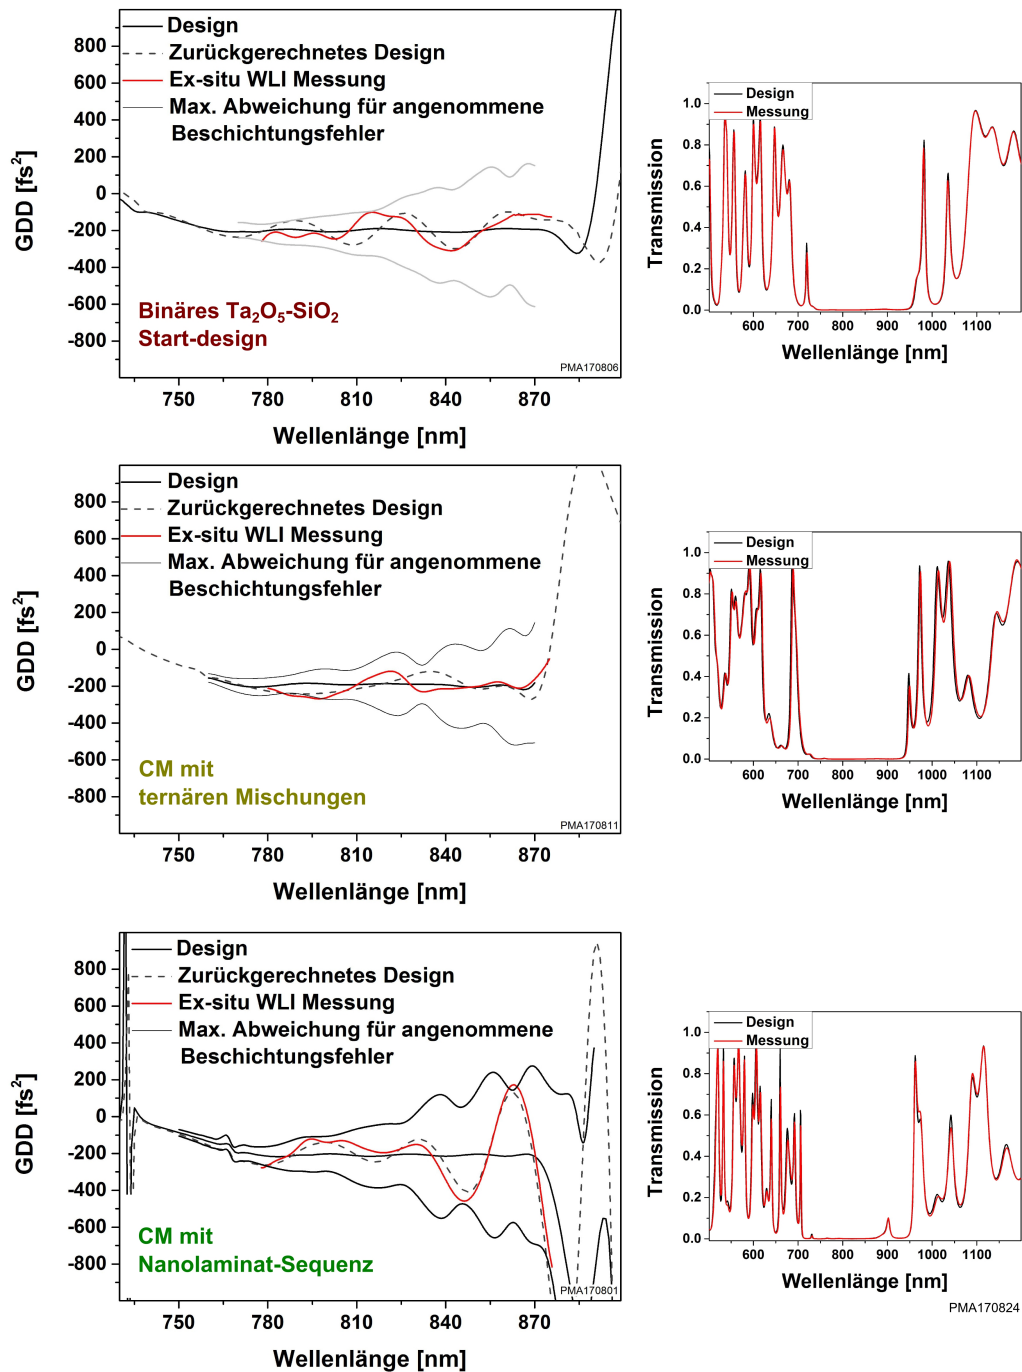 Design
Zurückgerechnetes Design
Ex-situ WLI Messung
Max. Abweichung für angenommene
Beschichtungsfehler
800
600
400
200
0
-200
-400
-600
-800
GDD [fs²]
Binäres Ta₂O₅-SiO₂
Start-design
PMA170806
750
780
810
840
870
Wellenlänge [nm]
Design
Messung
1.0
0.8
0.6
0.4
0.2
0.0
Transmission
600
700
800
900
1000
1100
Wellenlänge [nm]
Design
Zurückgerechnetes Design
Ex-situ WLI Messung
Max. Abweichung für angenommene
Beschichtungsfehler
800
600
400
200
0
-200
-400
-600
-800
GDD [fs²]
CM mit
ternären Mischungen
PMA170811
750
780
810
840
870
Wellenlänge [nm]
Design
Messung
1.0
0.8
0.6
0.4
0.2
0.0
Transmission
600
700
800
900
1000
1100
Wellenlänge [nm]
Design
Zurückgerechnetes Design
Ex-situ WLI Messung
Max. Abweichung für angenommene
Beschichtungsfehler
800
600
400
200
0
-200
-400
-600
-800
GDD [fs²]
CM mit
Nanolaminat-Sequenz
PMA170801
750
780
810
840
870
Wellenlänge [nm]
Design
Messung
1.0
0.8
0.6
0.4
0.2
0.0
Transmission
600
700
800
900
1000
1100
Wellenlänge [nm]
PMA170824